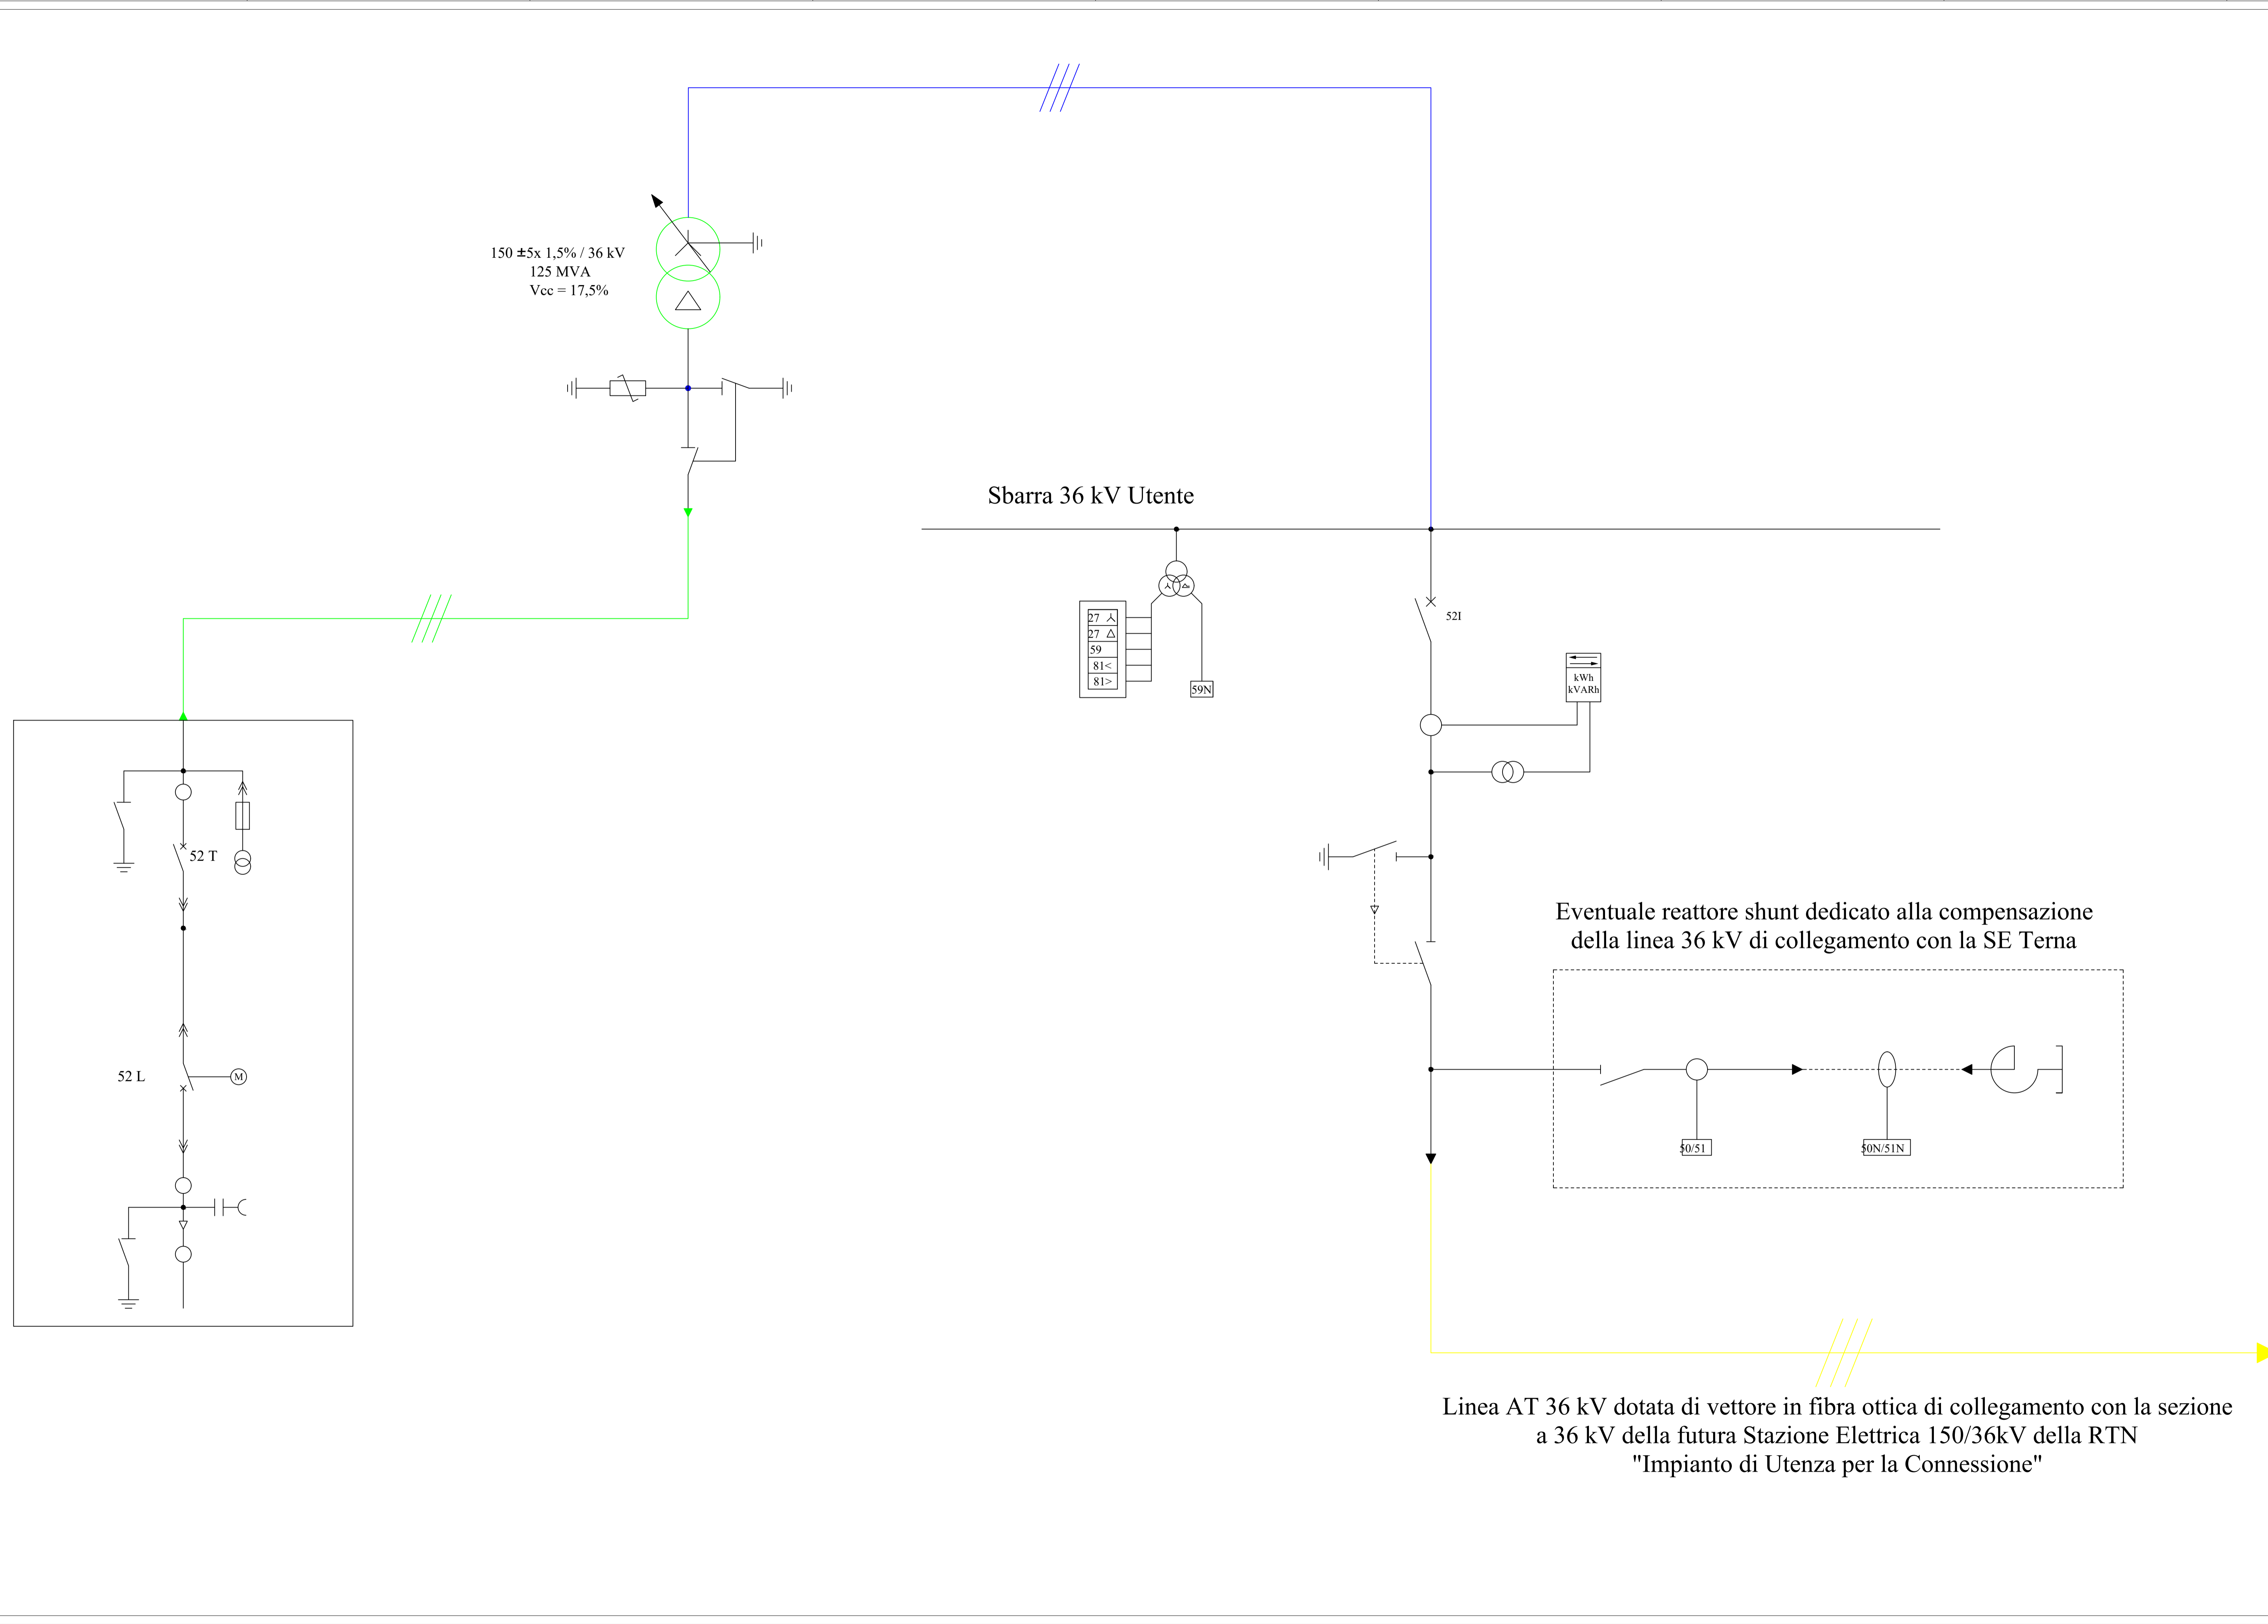 150 ±5x 1,5% / 36 kV
125 MVA
Vcc = 17,5%
Sbarra 36 kV Utente
27
27
59
81<
81>
59N
52I
kWh
kVARh
52 T
52 L
M
Eventuale reattore shunt dedicato alla compensazione
della linea 36 kV di collegamento con la SE Terna
50/51
50N/51N
Linea AT 36 kV dotata di vettore in fibra ottica di collegamento con la sezione
a 36 kV della futura Stazione Elettrica 150/36kV della RTN
"Impianto di Utenza per la Connessione"